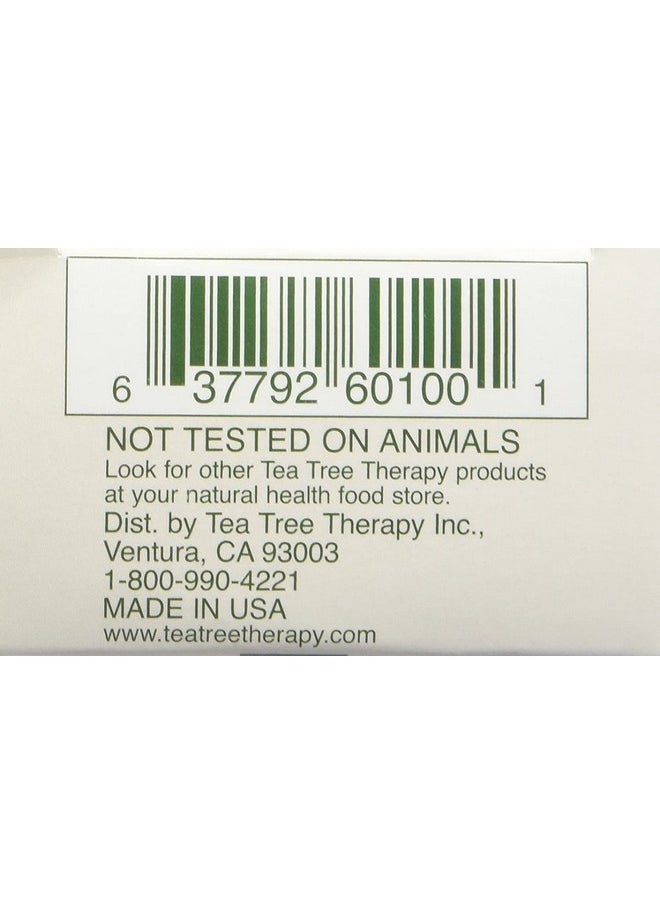 6 37792 60100 1
NOT TESTED ON ANIMALS
Look for other Tea Tree Therapy products
at your natural health food store.
Dist. by Tea Tree Therapy Inc.,
Ventura, CA 93003
1-800-990-4221
MADE IN USA
www.teatreetherapy.com